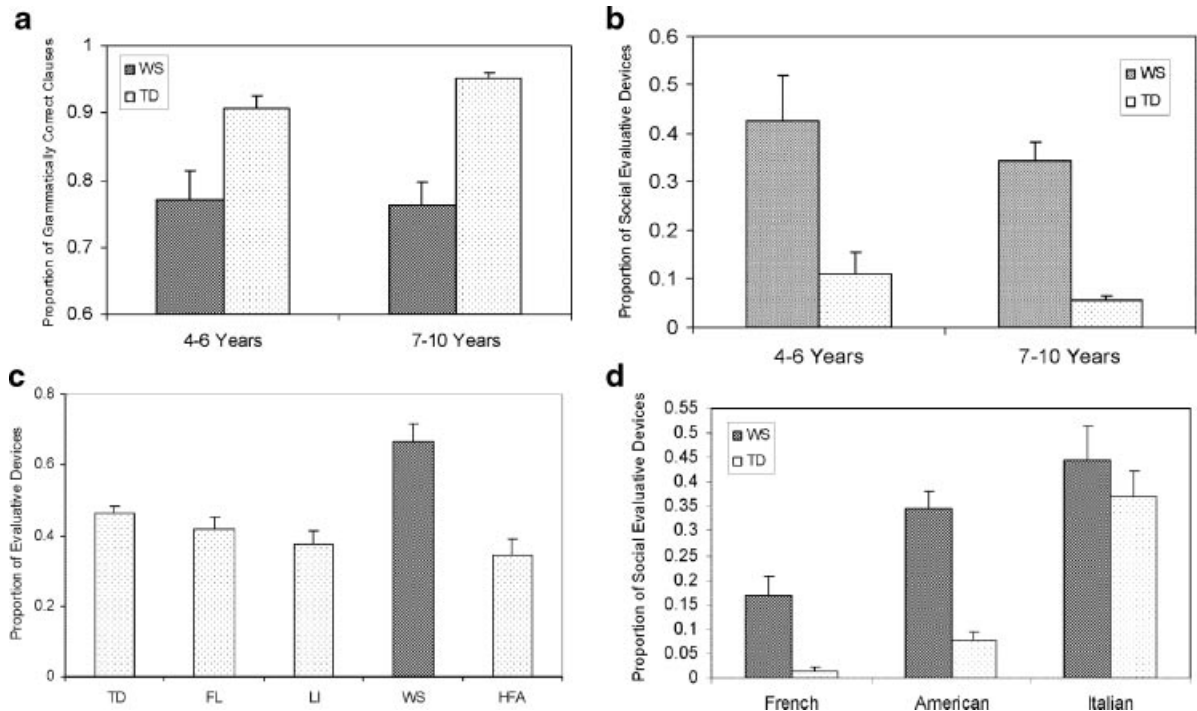 a
Proportion of Grammatically Correct Clauses
1
0.9
0.8
0.7
0.6
WS
TD
4-6 Years
7-10 Years
b
Proportion of Social Evaluative Devices
0.6
0.5
0.4
0.3
0.2
0.1
0
WS
TD
4-6 Years
7-10 Years
c
Proportion of Evaluative Devices
0.8
0.6
0.4
0.2
0
TD
FL
LI
WS
HFA
d
Proportion of Social Evaluative Devices
0.55
0.5
0.45
0.4
0.35
0.3
0.25
0.2
0.15
0.1
0.05
0
WS
TD
French
American
Italian